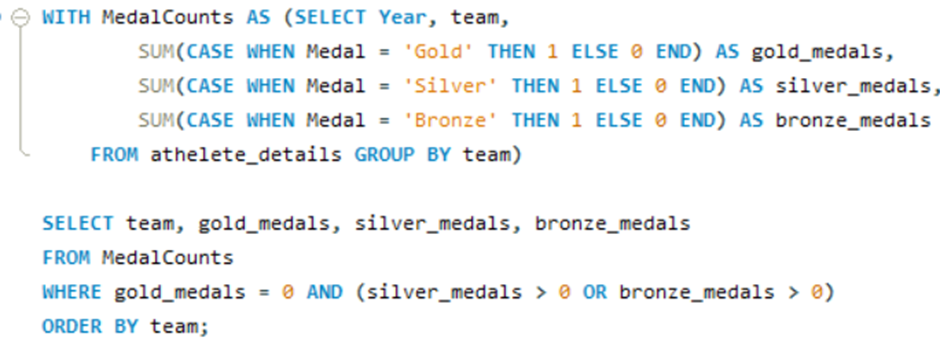 WITH MedalCounts AS (SELECT Year, team,
SUM(CASE WHEN Medal = 'Gold' THEN 1 ELSE 0 END) AS gold_medals,
SUM(CASE WHEN Medal = 'Silver' THEN 1 ELSE 0 END) AS silver_medals,
SUM(CASE WHEN Medal = 'Bronze' THEN 1 ELSE 0 END) AS bronze_medals
FROM athelete_details GROUP BY team)
SELECT team, gold_medals, silver_medals, bronze_medals
FROM MedalCounts
WHERE gold_medals = 0 AND (silver_medals > 0 OR bronze_medals > 0)
ORDER BY team;